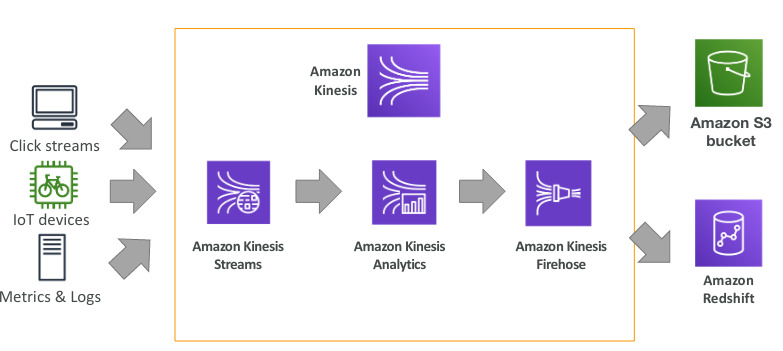 Amazon
Kinesis
Click streams
IoT devices
Metrics & Logs
Amazon Kinesis
Streams
Amazon Kinesis
Analytics
Amazon Kinesis
Firehose
Amazon S3
bucket
Amazon
Redshift